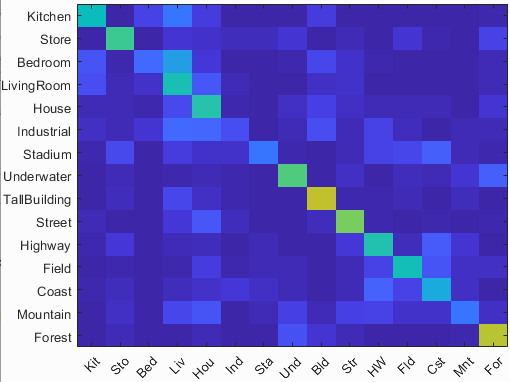 Kitchen
Store
Bedroom
LivingRoom
House
Industrial
Stadium
Underwater
TallBuilding
Street
Highway
Field
Coast
Mountain
Forest
Kit Sto Bed Liv Hou Ind Sta Und Bld Str HW Fld Cst Mnt For